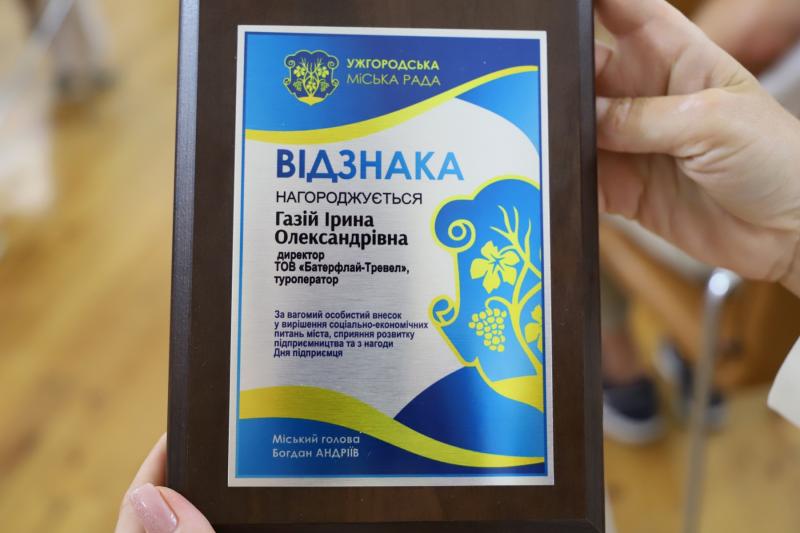 УЖГОРОДСЬКА
МІСЬКА РАДА
ВІДЗНАКА
НАГОРОДЖУЄТЬСЯ
Газій Ірина
Олександрівна
директор
ТОВ «Батерфлай-Тревел»,
туроператор
За вагомий особистий внесок
у вирішення соціально-економічних
питань міста, сприяння розвитку
підприємництва та з нагоди
Дня підприємця
Міський голова
Богдан АНДРІЇВ